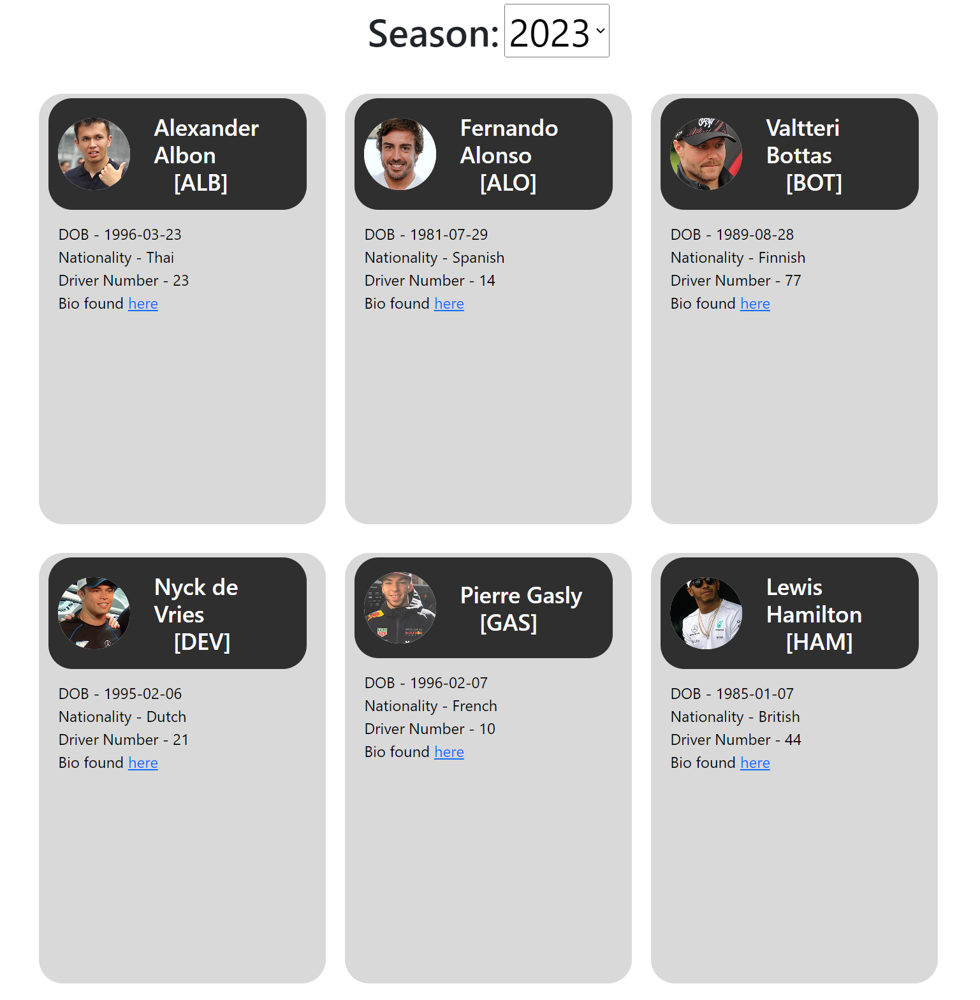 Season: 2023
Alexander
Albon
[ALB]
DOB - 1996-03-23
Nationality - Thai
Driver Number - 23
Bio found here
Fernando
Alonso
[ALO]
DOB - 1981-07-29
Nationality - Spanish
Driver Number - 14
Bio found here
Valtteri
Bottas
[BOT]
DOB - 1989-08-28
Nationality - Finnish
Driver Number - 77
Bio found here
Nyck de
Vries
[DEV]
DOB - 1995-02-06
Nationality - Dutch
Driver Number - 21
Bio found here
Pierre Gasly
[GAS]
DOB - 1996-02-07
Nationality - French
Driver Number - 10
Bio found here
Lewis
Hamilton
[HAM]
DOB - 1985-01-07
Nationality - British
Driver Number - 44
Bio found here